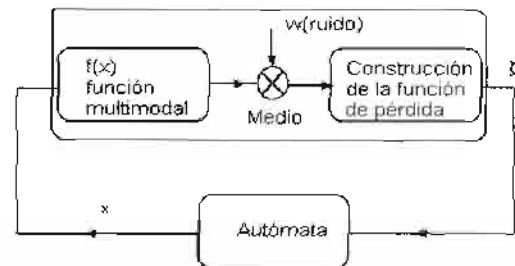 w(ruido)
f(x)
función
multimodal
Medio
Construcción
de la función
de pérdida
x
Autómata